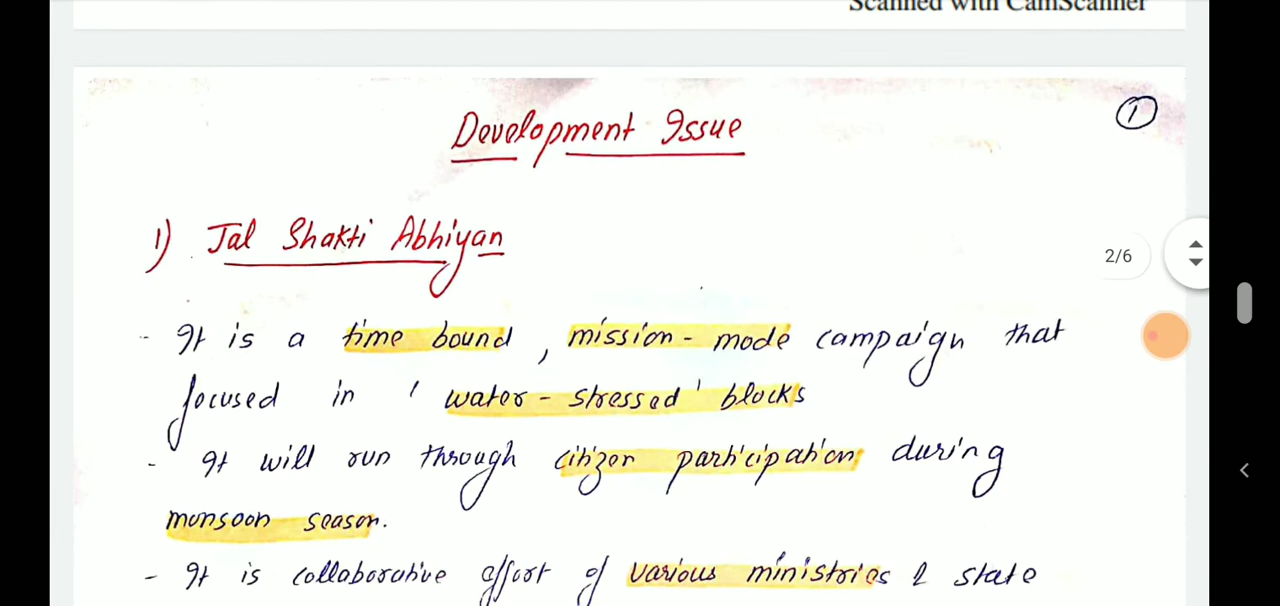 Scanned with CamScanner
Development Issue
1
1) Jal Shakti Abhiyan
2/6
- It is a time bound, mission-mode campaign that
focused in 'water-stressed' blocks
- It will run through citizen participation during
monsoon season.
- It is collaborative effort of various ministries & state